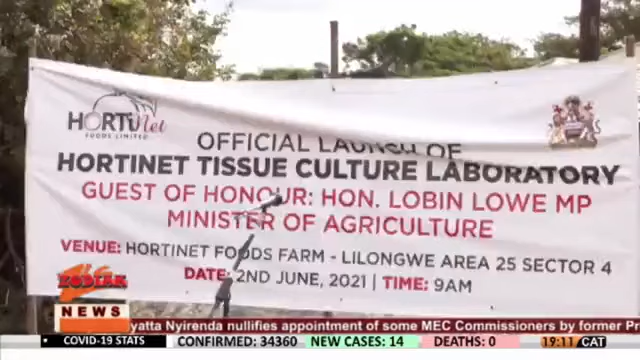 HORTINet
FOODS LIMITED
OFFICIAL LAUNCH OF
HORTINET TISSUE CULTURE LABORATORY
GUEST OF HONOUR: HON. LOBIN LOWE MP
MINISTER OF AGRICULTURE
VENUE: HORTINET FOODS FARM - LILONGWE AREA 25 SECTOR 4
DATE: 2ND JUNE, 2021 | TIME: 9AM
ZODIAK
NEWS
yatta Nyirenda nullifies appointment of some MEC Commissioners by former Pr
COVID-19 STATS CONFIRMED: 34360 NEW CASES: 14 DEATHS: 0 19:11 CAT